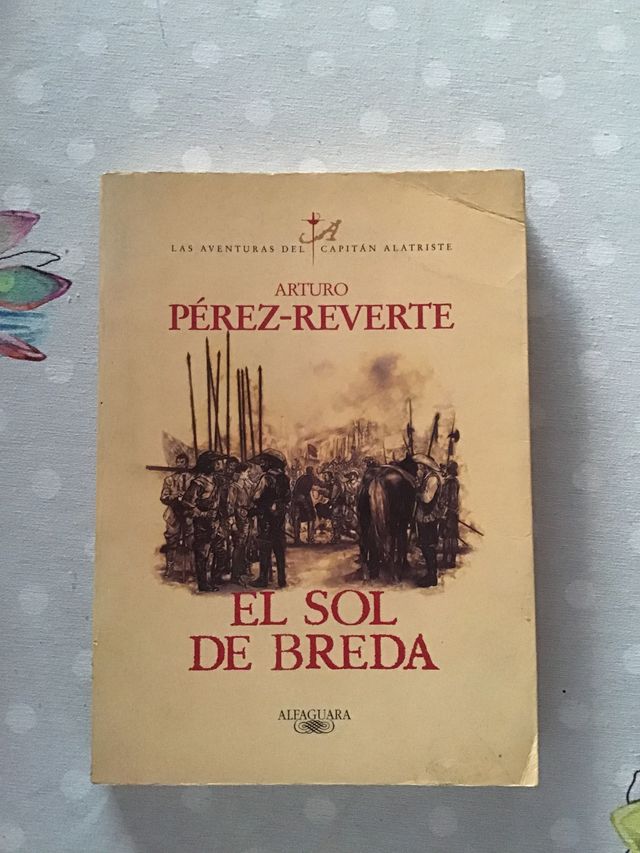 A
LAS AVENTURAS DEL CAPITÁN ALATRISTE
ARTURO
PÉREZ-REVERTE
EL SOL
DE BREDA
ALFAGUARA